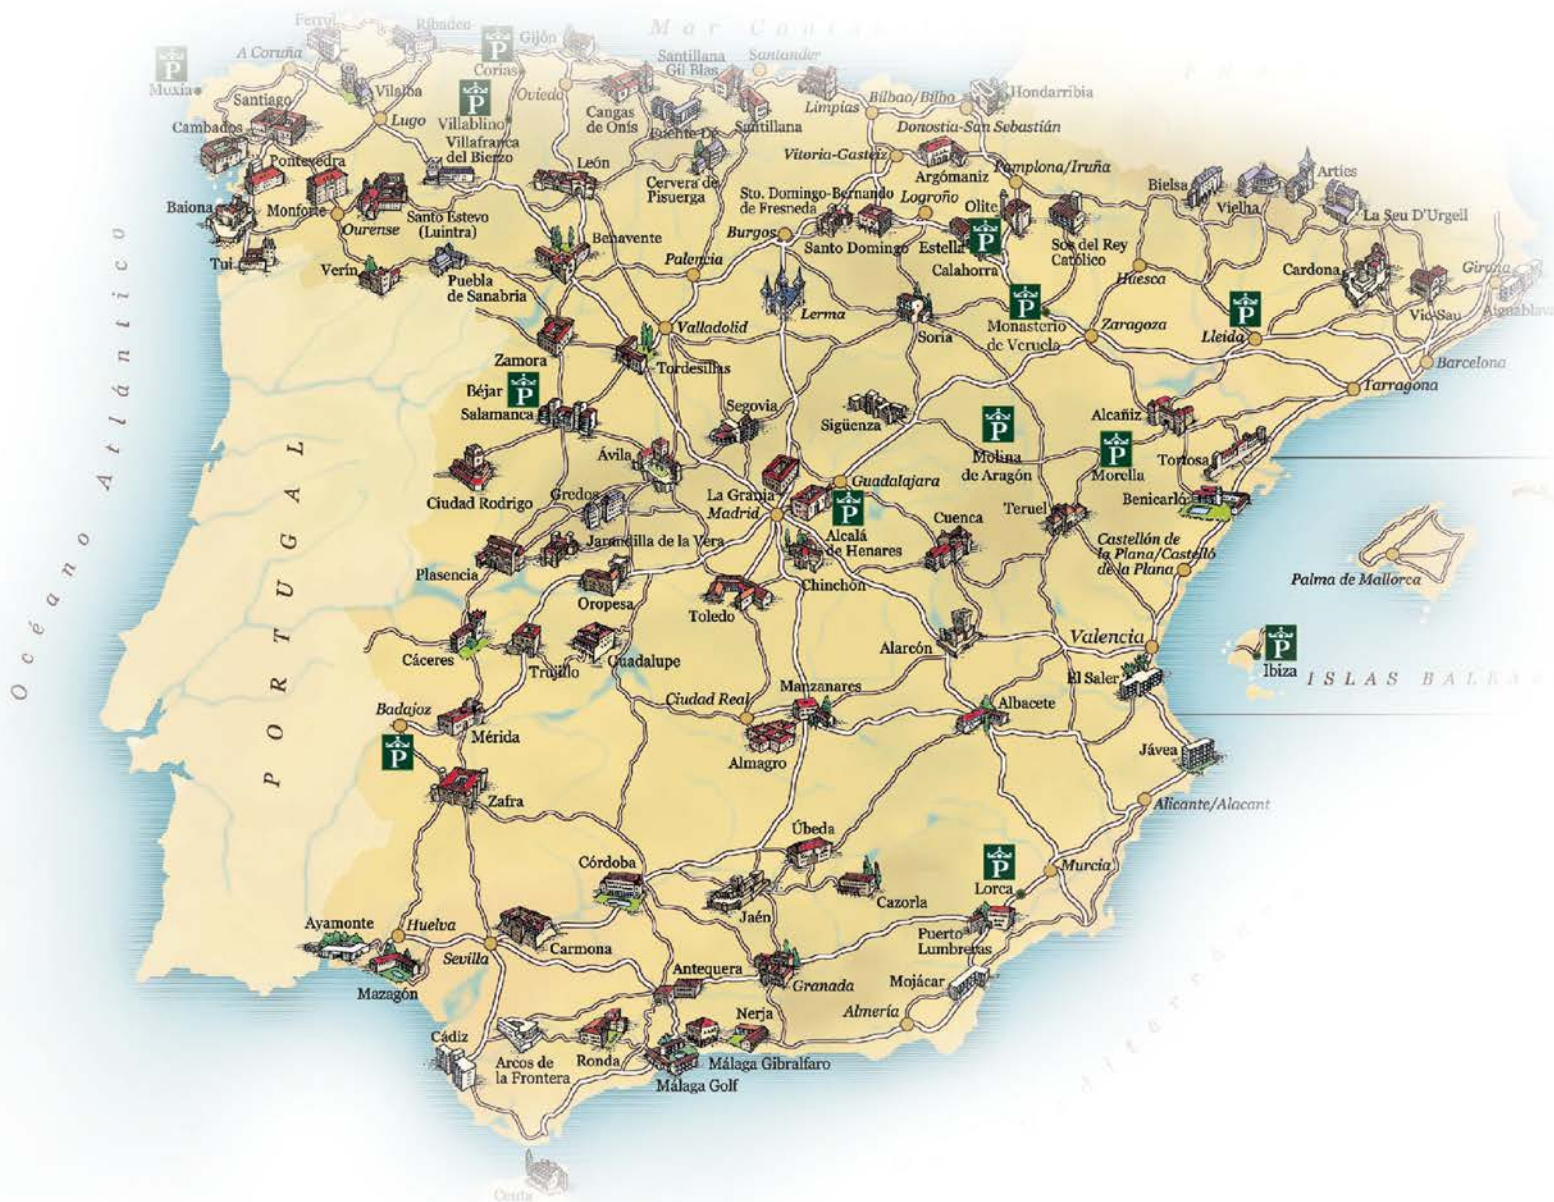 Mar
Ferrol
Ribadeo
P
Gijón
A Coruña
Santillana
Gil Blas
Santander
P
Muxía
Corias
Vilalba
Oviedo
Cangas
de Onís
Fuente Dé
Santillana
Limpias
Bilbao/Bilbo
Hondarribia
Donostia-San Sebastián
Santiago
Cambados
Lugo
P
Villablino
Villafranca
del Bierzo
León
Cervera de
Pisuerga
Vitoria-Gasteiz
Argómaniz
Pamplona/Iruña
Bielsa
Vielha
Arties
La Seu D'Urgell
Pontevedra
Baiona
Monforte
Ourense
Santo Estevo
(Luintra)
Sto. Domingo-Bernando
de Fresneda
Logroño
Olite
Burgos
Santo Domingo
Estella
P
Calahorra
Sos del Rey
Católico
Huesca
Cardona
Girona
Tui
Verín
Puebla
de Sanabria
Benavente
Palencia
Lerma
Soria
P
Monasterio
de Veruela
Zaragoza
P
Lleida
Vic-Sau
Aiguablava
Barcelona
Tarragona
Valladolid
Zamora
Tordesillas
Béjar
P
Salamanca
Segovia
Sigüenza
P
Molina
de Aragón
Alcañiz
P
Morella
Tortosa
Ávila
Ciudad Rodrigo
Gredos
La Granja
Madrid
Guadalajara
P
Alcalá
de Henares
Cuenca
Teruel
Benicarló
Castellón de
la Plana/Castelló
de la Plana
Palma de Mallorca
Jarandilla de la Vera
Plasencia
Oropesa
Toledo
Chinchón
Cáceres
Trujillo
Guadalupe
Alarcón
Valencia
El Saler
P
Ibiza
ISLAS
Océano Atlántico
PORTUGAL
Badajoz
P
Mérida
Ciudad Real
Manzanares
Almagro
Albacete
Jávea
Alicante/Alacant
Zafra
Úbeda
Córdoba
Jaén
Cazorla
P
Lorca
Murcia
Puerto
Lumbreras
Ayamonte
Huelva
Sevilla
Carmona
Mazagón
Antequera
Granada
Mojácar
Almería
Nerja
Cádiz
Arcos de
la Frontera
Ronda
Málaga Gibralfaro
Málaga Golf
Ceuta